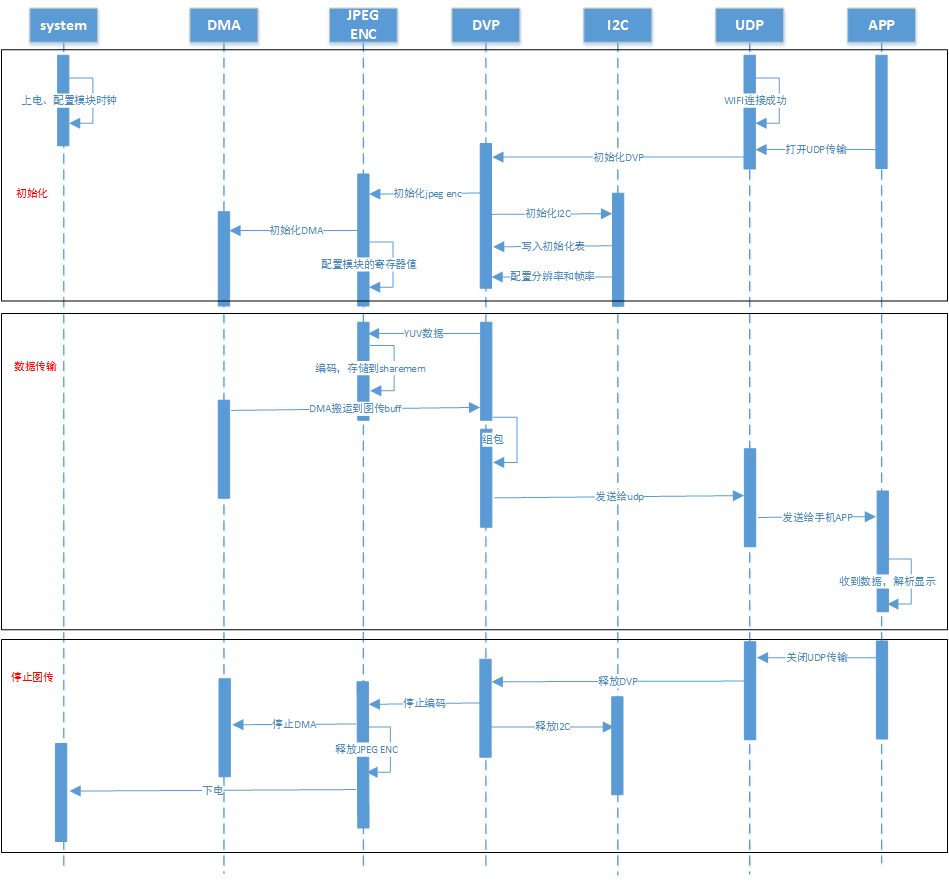 system
DMA
JPEG
ENC
DVP
I2C
UDP
APP
上电、配置模块时钟
WIFI连接成功
打开UDP传输
初始化DVP
初始化
初始化jpeg enc
初始化I2C
初始化DMA
写入初始化表
配置模块的寄存器值
配置分辨率和帧率
YUV数据
数据传输
编码，存储到sharemem
DMA搬运到图传buff
组包
发送给udp
发送给手机APP
收到数据，解析显示
关闭UDP传输
停止图传
释放DVP
停止编码
停止DMA
释放I2C
释放JPEG ENC
下电